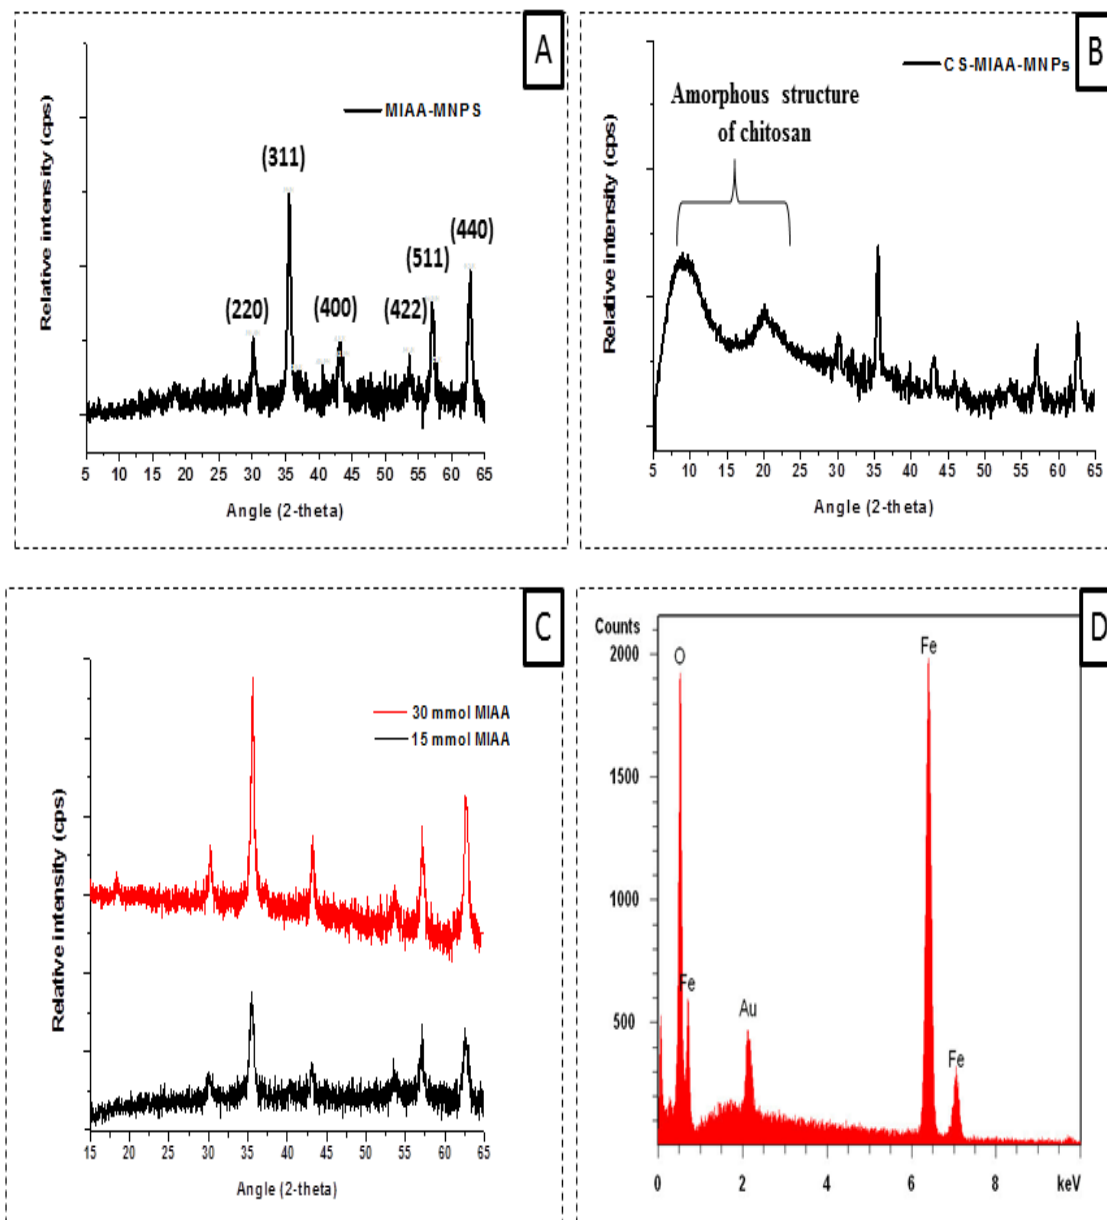 A
MIAA-MNPS
(311)
(440)
(511)
(220)
(400)
(422)
Relative intensity (cps)
5 10 15 20 25 30 35 40 45 50 55 60 65
Angle (2-theta)
B
CS-MIAA-MNPs
Amorphous structure
of chitosan
Relative intensity (cps)
5 10 15 20 25 30 35 40 45 50 55 60 65
Angle (2-theta)
C
30 mmol MIAA
15 mmol MIAA
Relative intensity (cps)
15 20 25 30 35 40 45 50 55 60 65
Angle (2-theta)
D
Counts
2000
1500
1000
500
O
Fe
Fe
Au
Fe
0 2 4 6 8 keV